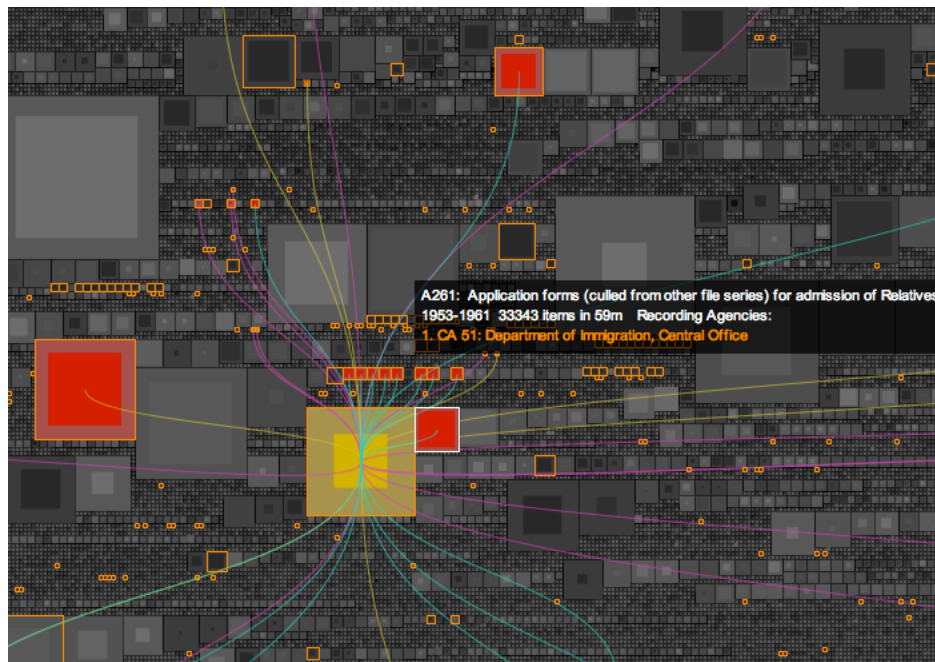 A261: Application forms (culled from other file series) for admission of Relatives
1953-1961 33343 items in 59m Recording Agencies:
1. CA 51: Department of Immigration, Central Office